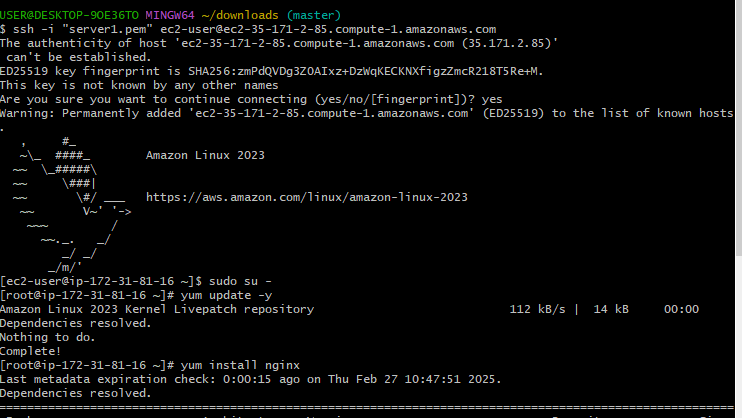 USER@DESKTOP-9OE36TO MINGW64 ~/downloads (master)
$ ssh -i "server1.pem" ec2-user@ec2-35-171-2-85.compute-1.amazonaws.com
The authenticity of host 'ec2-35-171-2-85.compute-1.amazonaws.com (35.171.2.85)'
 can't be established.
ED25519 key fingerprint is SHA256:zmPdQVDg3Z0AIxz+DzWqKECKNXfigzZmcR218T5Re+M.
This key is not known by any other names
Are you sure you want to continue connecting (yes/no/[fingerprint])? yes
Warning: Permanently added 'ec2-35-171-2-85.compute-1.amazonaws.com' (ED25519) to the list of known hosts
.
   ,     #_
   ~\_  ####_        Amazon Linux 2023
  ~~  \_#####\
  ~~     \###|
  ~~       \#/ ___   https://aws.amazon.com/linux/amazon-linux-2023
   ~~       V~' '->
    ~~~         /
      ~~._.   _/
         _/ _/
       _/m/'
[ec2-user@ip-172-31-81-16 ~]$ sudo su -
[root@ip-172-31-81-16 ~]# yum update -y
Amazon Linux 2023 Kernel Livepatch repository                            112 kB/s |  14 kB     00:00
Dependencies resolved.
Nothing to do.
Complete!
[root@ip-172-31-81-16 ~]# yum install nginx
Last metadata expiration check: 0:00:15 ago on Thu Feb 27 10:47:51 2025.
Dependencies resolved.